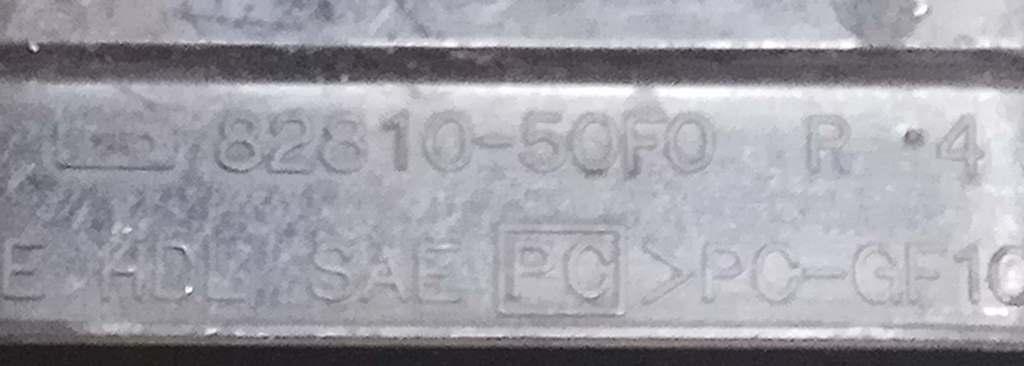 82810-50F0 R 4
E HDL SAE PC >PC-GF10